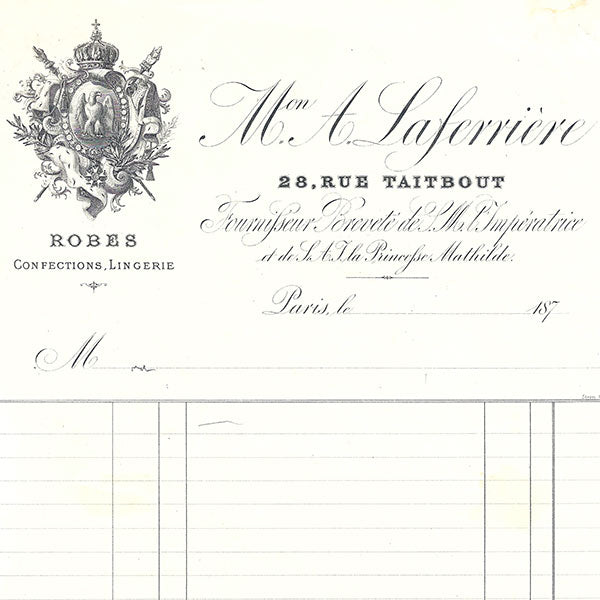 Mon A. Laferrière
28, RUE TAITBOUT
Fournisseur Breveté de S.M. l'Impératrice
et de S.A.I. la Princesse Mathilde.
ROBES
CONFECTIONS, LINGERIE
Paris, le 187
M